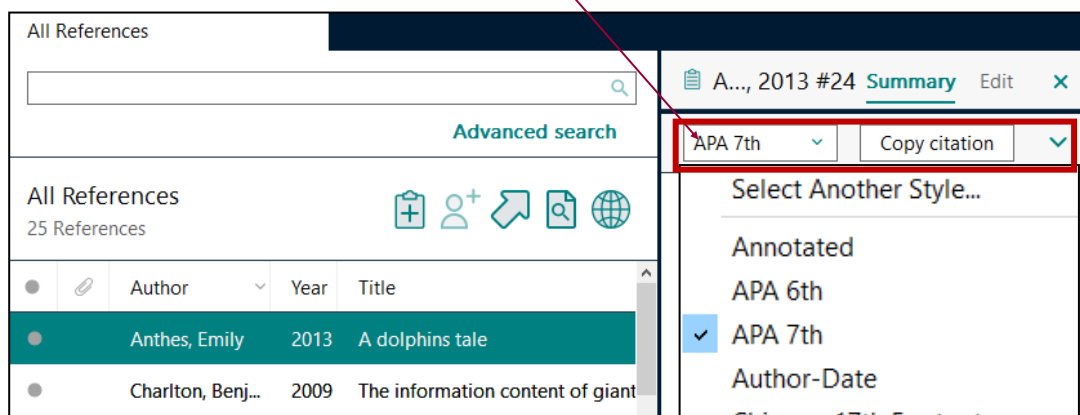 All References
A..., 2013 #24 Summary Edit
Advanced search
APA 7th Copy citation
All References
25 References
Select Another Style...
Annotated
APA 6th
APA 7th
Author-Date
Author Year Title
Anthes, Emily 2013 A dolphins tale
Charlton, Benj... 2009 The information content of giant